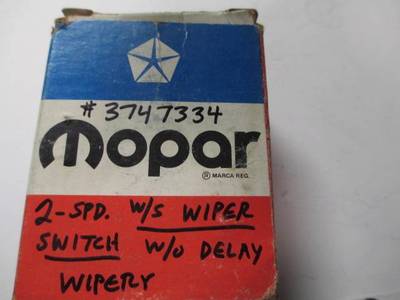 #3747334
mopar
® MARCA REG.
2-SPD. W/S WIPER
SWITCH W/O DELAY
WIPERY